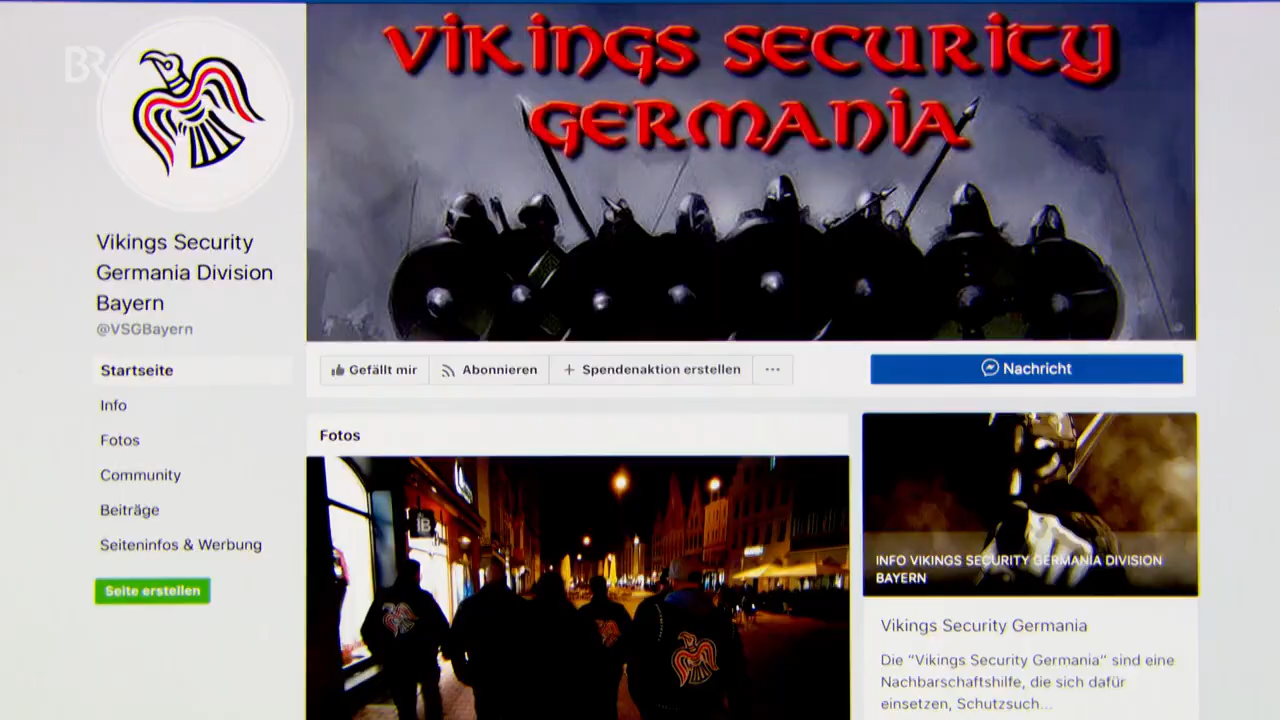 BR
VIKINGS SECURITY
GERMANIA
Vikings Security
Germania Division
Bayern
@VSGBayern
Startseite
Info
Fotos
Community
Beiträge
Seiteninfos & Werbung
Seite erstellen
Gefällt mir
Abonnieren
+ Spendenaktion erstellen
...
Nachricht
Fotos
INFO VIKINGS SECURITY GERMANIA DIVISION
BAYERN
Vikings Security Germania
Die “Vikings Security Germania” sind eine
Nachbarschaftshilfe, die sich dafür
einsetzen, Schutzsuch...